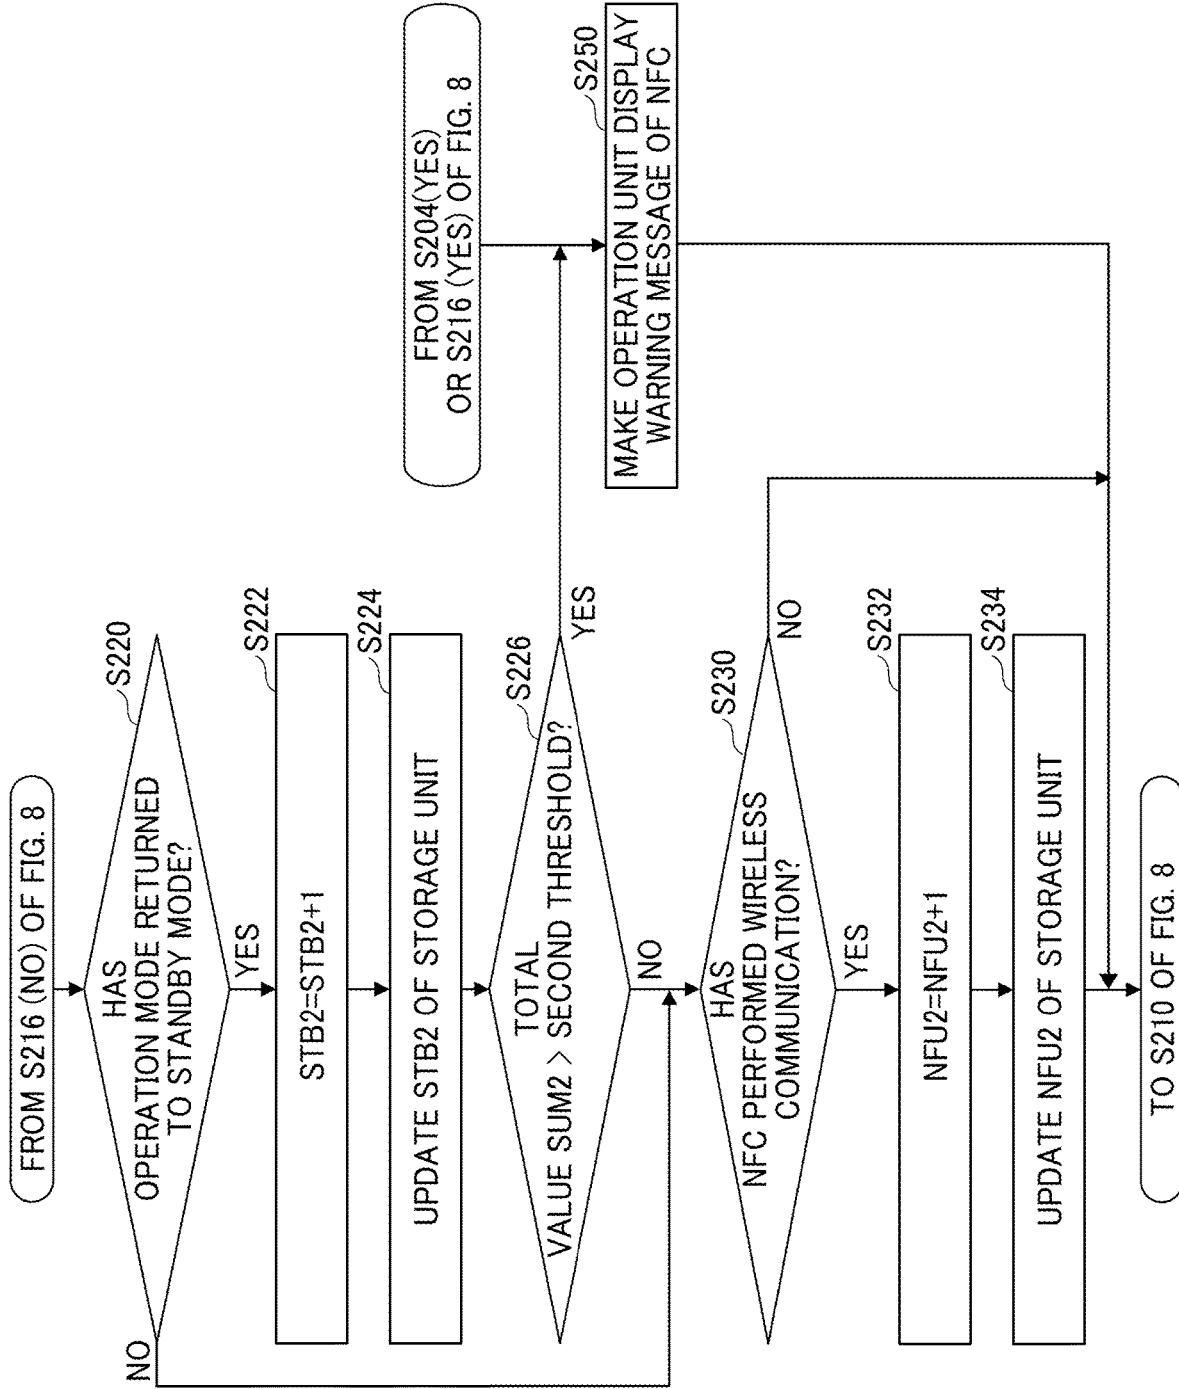 FROM S216 (NO) OF FIG. 8
S220
HAS
OPERATION MODE RETURNED
TO STANDBY MODE?
NO
YES
S222
STB2=STB2+1
S224
UPDATE STB2 OF STORAGE UNIT
S226
TOTAL
VALUE SUM2 > SECOND THRESHOLD?
YES
NO
FROM S204(YES)
OR S216 (YES) OF FIG. 8
S250
MAKE OPERATION UNIT DISPLAY
WARNING MESSAGE OF NFC
S230
HAS
NFC PERFORMED WIRELESS
COMMUNICATION?
NO
YES
S232
NFU2=NFU2+1
S234
UPDATE NFU2 OF STORAGE UNIT
TO S210 OF FIG. 8